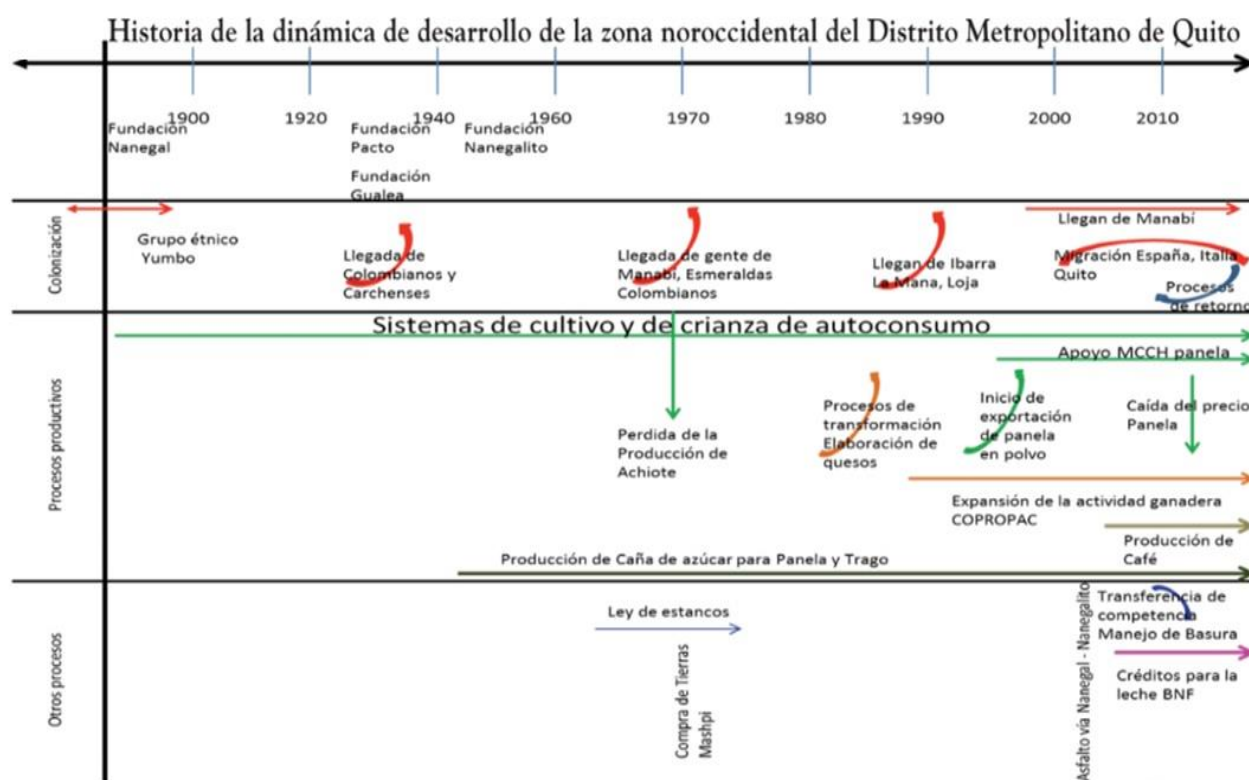 Historia de la dinámica de desarrollo de la zona noroccidental del Distrito Metropolitano de Quito
1900
1920
1940
1960
1970
1980
1990
2000
2010
Fundación
Nanegal
Fundación
Pacto
Fundación
Gualea
Fundación
Nanegalito
Colonización
Grupo étnico
Yumbo
Llegada de
Colombianos y
Carchenses
Llegada de gente de
Manabí, Esmeraldas
Colombianos
Llegan de Ibarra
La Mana, Loja
Llegan de Manabí
Migración España, Italia
Quito
Procesos
de retorno
Procesos productivos
Sistemas de cultivo y de crianza de autoconsumo
Apoyo MCCH panela
Perdida de la
Producción de
Achiote
Procesos de
transformación
Elaboración de
quesos
Inicio de
exportación
de panela
en polvo
Caída del precio
Panela
Expansión de la actividad ganadera
COPROPAC
Producción de
Café
Producción de Caña de azúcar para Panela y Trago
Otros procesos
Ley de estancos
Compra de Tierras
Mashpi
Asfalto vía Nanegal - Nanegalito
Transferencia de
competencia
Manejo de Basura
Créditos para la
leche BNF